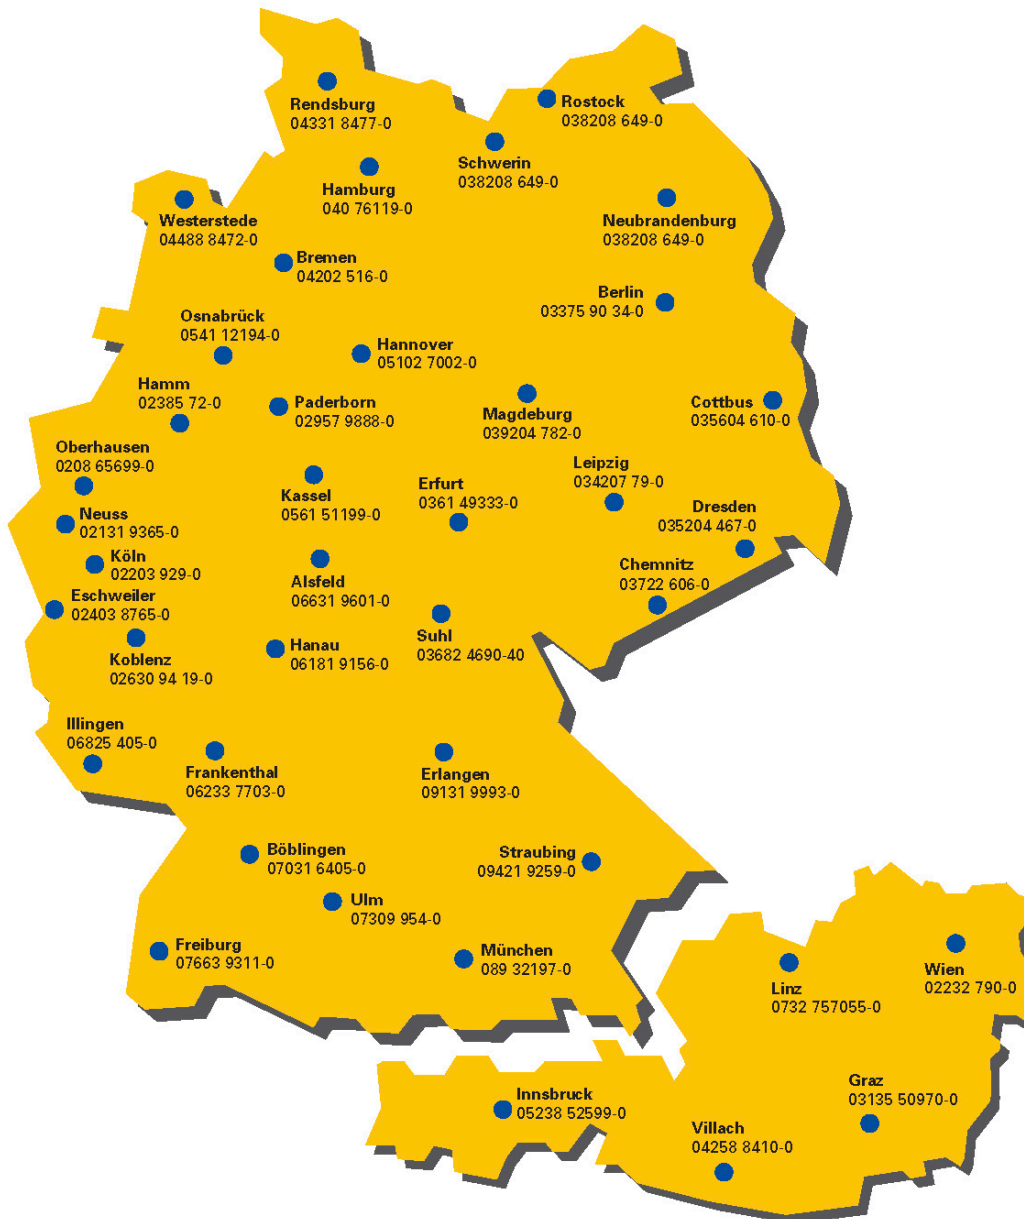 Rendsburg
04331 8477-0
Rostock
038208 649-0
Schwerin
038208 649-0
Hamburg
040 76119-0
Westerstede
04488 8472-0
Neubrandenburg
038208 649-0
Bremen
04202 516-0
Berlin
03375 90 34-0
Osnabrück
0541 12194-0
Hannover
05102 7002-0
Hamm
02385 72-0
Paderborn
02957 9888-0
Magdeburg
039204 782-0
Cottbus
035604 610-0
Oberhausen
0208 65699-0
Kassel
0561 51199-0
Erfurt
0361 49333-0
Leipzig
034207 79-0
Neuss
02131 9365-0
Dresden
035204 467-0
Köln
02203 929-0
Alsfeld
06631 9601-0
Chemnitz
03722 606-0
Eschweiler
02403 8765-0
Suhl
03682 4690-40
Hanau
06181 9156-0
Koblenz
02630 94 19-0
Illingen
06825 405-0
Frankenthal
06233 7703-0
Erlangen
09131 9993-0
Böblingen
07031 6405-0
Straubing
09421 9259-0
Ulm
07309 954-0
Freiburg
07663 9311-0
München
089 32197-0
Linz
0732 757055-0
Wien
02232 790-0
Innsbruck
05238 52599-0
Graz
03135 50970-0
Villach
04258 8410-0